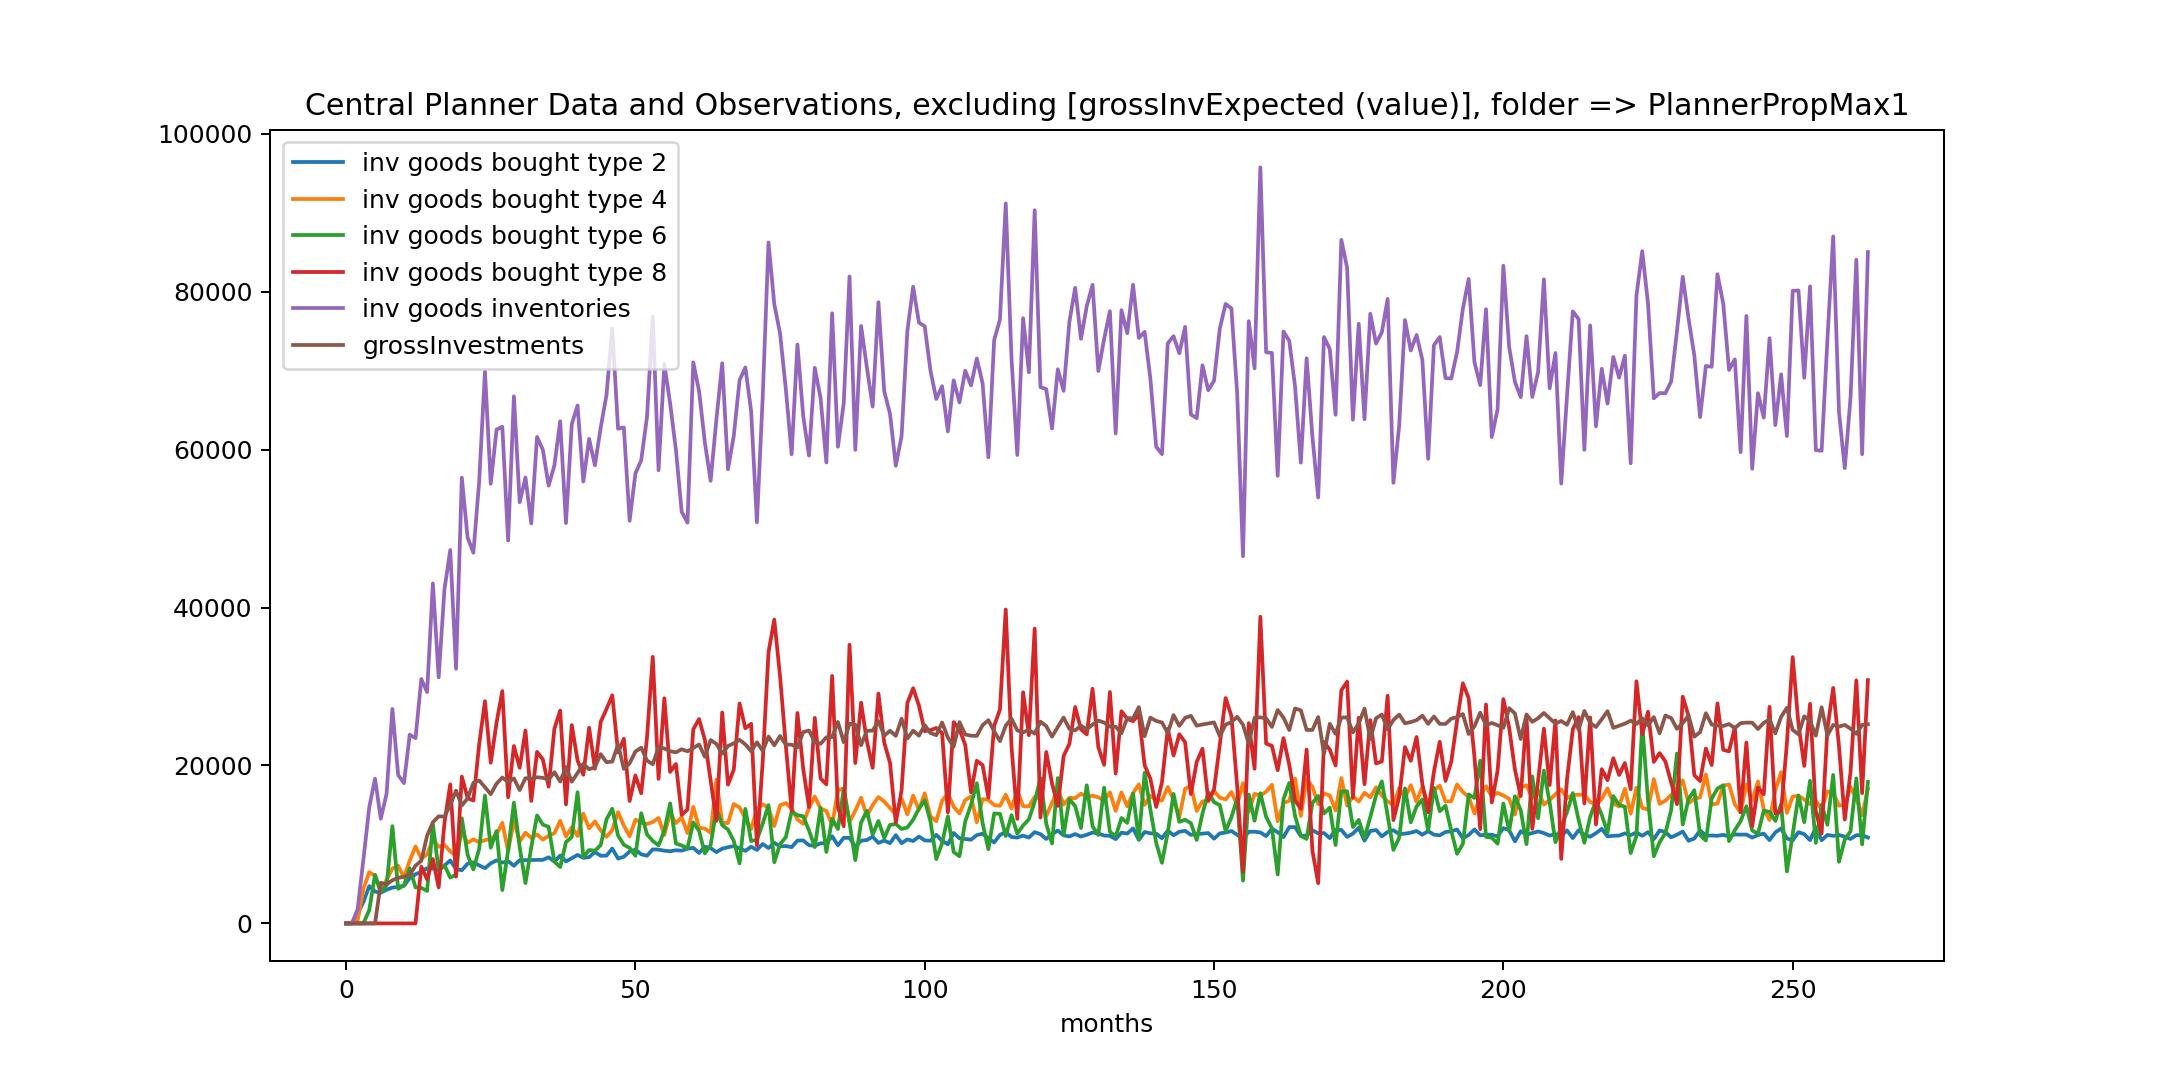 Central Planner Data and Observations, excluding [grossInvExpected (value)], folder => PlannerPropMax1
100000
80000
60000
40000
20000
0
inv goods bought type 2
inv goods bought type 4
inv goods bought type 6
inv goods bought type 8
inv goods inventories
grossInvestments
0
50
100
150
200
250
months